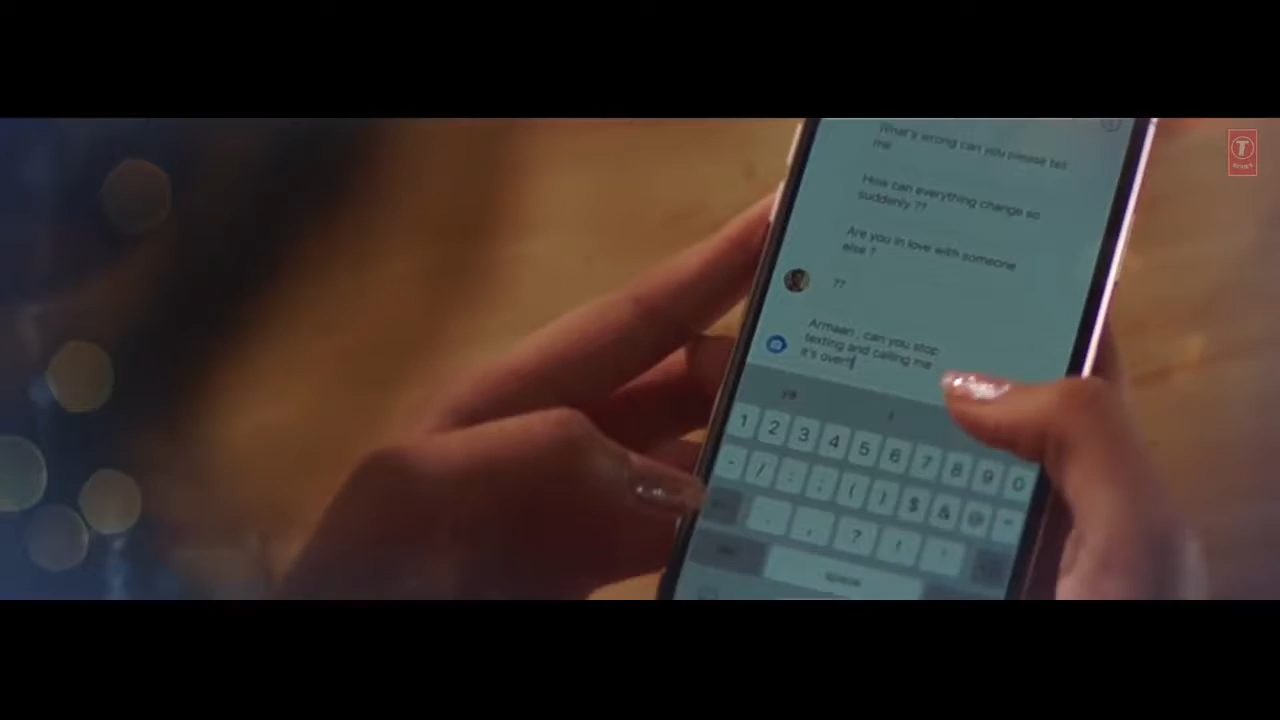 What's wrong can you please tell
me
How can everything change so
suddenly ??
Are you in love with someone
else ?
??
Armaan , can you stop
texting and calling me
it's over!!
1 2 3 4 5 6 7 8 9 0
- / : ; ( ) $ & @ "
. , ? ! '
space
T